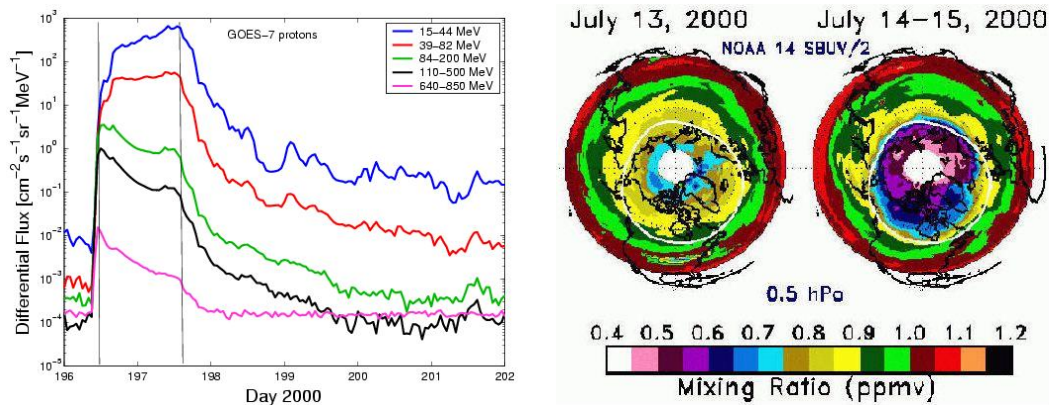 GOES-7 protons
15-44 MeV
39-82 MeV
84-200 MeV
110-500 MeV
640-850 MeV
Differential Flux [cm⁻²s⁻¹sr⁻¹MeV⁻¹]
10³
10²
10¹
10⁰
10⁻¹
10⁻²
10⁻³
10⁻⁴
10⁻⁵
196 197 198 199 200 201 202
Day 2000
July 13, 2000 July 14-15, 2000
NOAA 14 SBUV/2
0.5 hPa
0.4 0.5 0.6 0.7 0.8 0.9 1.0 1.1 1.2
Mixing Ratio (ppmv)